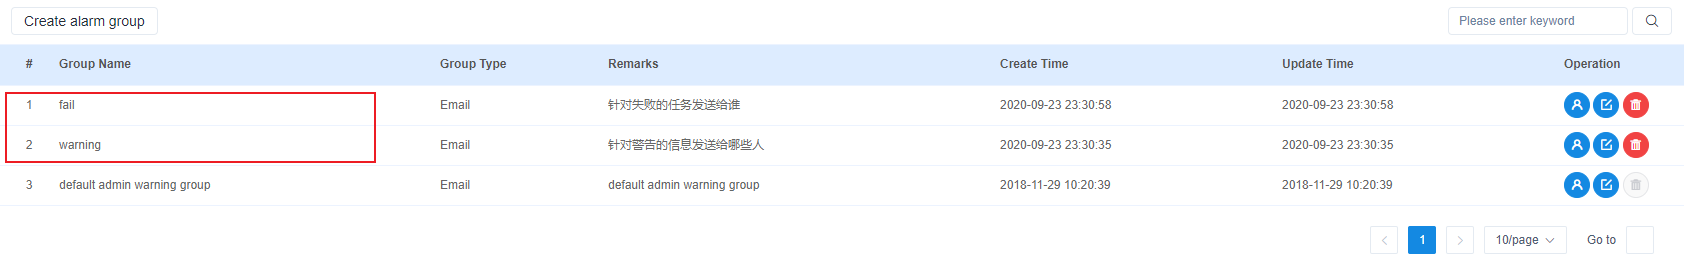 Create alarm group
Please enter keyword
# Group Name Group Type Remarks Create Time Update Time Operation
1 fail Email 针对失败的任务发送给谁 2020-09-23 23:30:58 2020-09-23 23:30:58
2 warning Email 针对警告的信息发送给哪些人 2020-09-23 23:30:35 2020-09-23 23:30:35
3 default admin warning group Email default admin warning group 2018-11-29 10:20:39 2018-11-29 10:20:39
1 10/page Go to